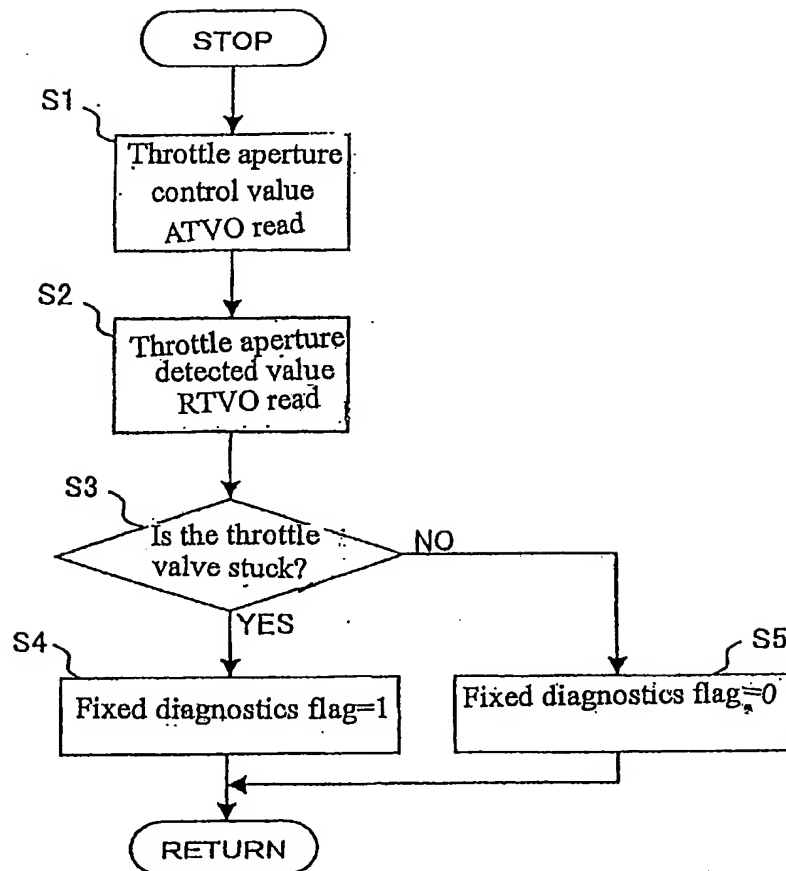 STOP
S1
Throttle aperture
control value
ATVO read
S2
Throttle aperture
detected value
RTVO read
S3
Is the throttle
valve stuck?
NO
YES
S4
Fixed diagnostics flag=1
S5
Fixed diagnostics flag=0
RETURN